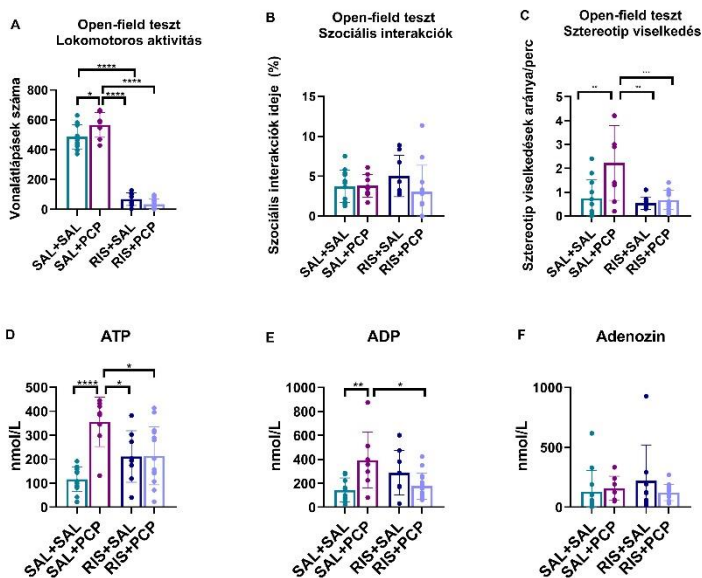 A
Open-field teszt
Lokomotoros aktivitás
Vonalátlápások száma
800
600
400
200
0
****
****
* ****
SAL+SAL
SAL+PCP
RIS+SAL
RIS+PCP
B
Open-field teszt
Szociális interakciók
Szociális interakciók ideje (%)
15
10
5
0
SAL+SAL
SAL+PCP
RIS+SAL
RIS+PCP
C
Open-field teszt
Sztereotip viselkedés
Sztereotip viselkedések aránya/perc
5
4
3
2
1
0
***
** **
SAL+SAL
SAL+PCP
RIS+SAL
RIS+PCP
D
ATP
nmol/L
500
400
300
200
100
0
*
**** *
SAL+SAL
SAL+PCP
RIS+SAL
RIS+PCP
E
ADP
nmol/L
1000
800
600
400
200
0
** *
SAL+SAL
SAL+PCP
RIS+SAL
RIS+PCP
F
Adenozin
nmol/L
1000
500
0
SAL+SAL
SAL+PCP
RIS+SAL
RIS+PCP